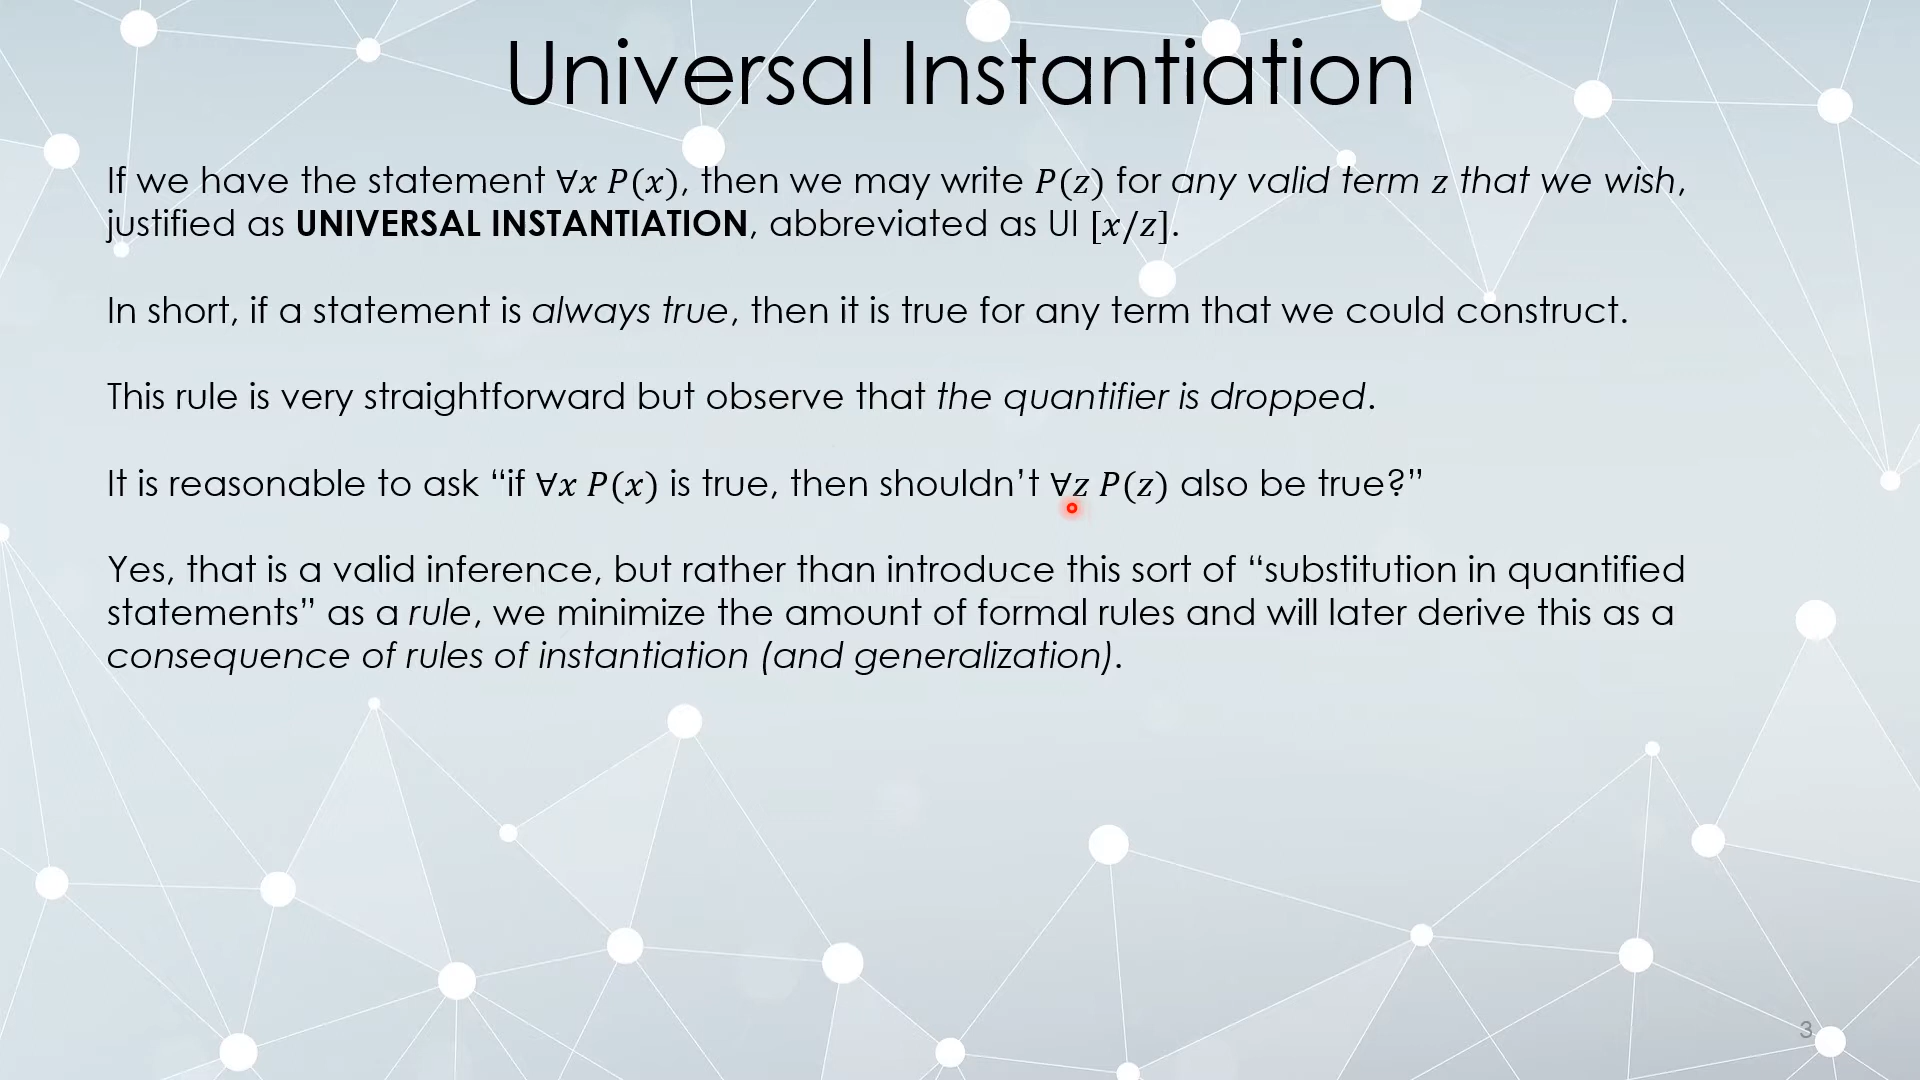 Universal Instantiation
If we have the statement ∀x P(x), then we may write P(z) for any valid term z that we wish,
justified as UNIVERSAL INSTANTIATION, abbreviated as UI [x/z].
In short, if a statement is always true, then it is true for any term that we could construct.
This rule is very straightforward but observe that the quantifier is dropped.
It is reasonable to ask “if ∀x P(x) is true, then shouldn’t ∀z P(z) also be true?”
Yes, that is a valid inference, but rather than introduce this sort of “substitution in quantified
statements” as a rule, we minimize the amount of formal rules and will later derive this as a
consequence of rules of instantiation (and generalization).
3